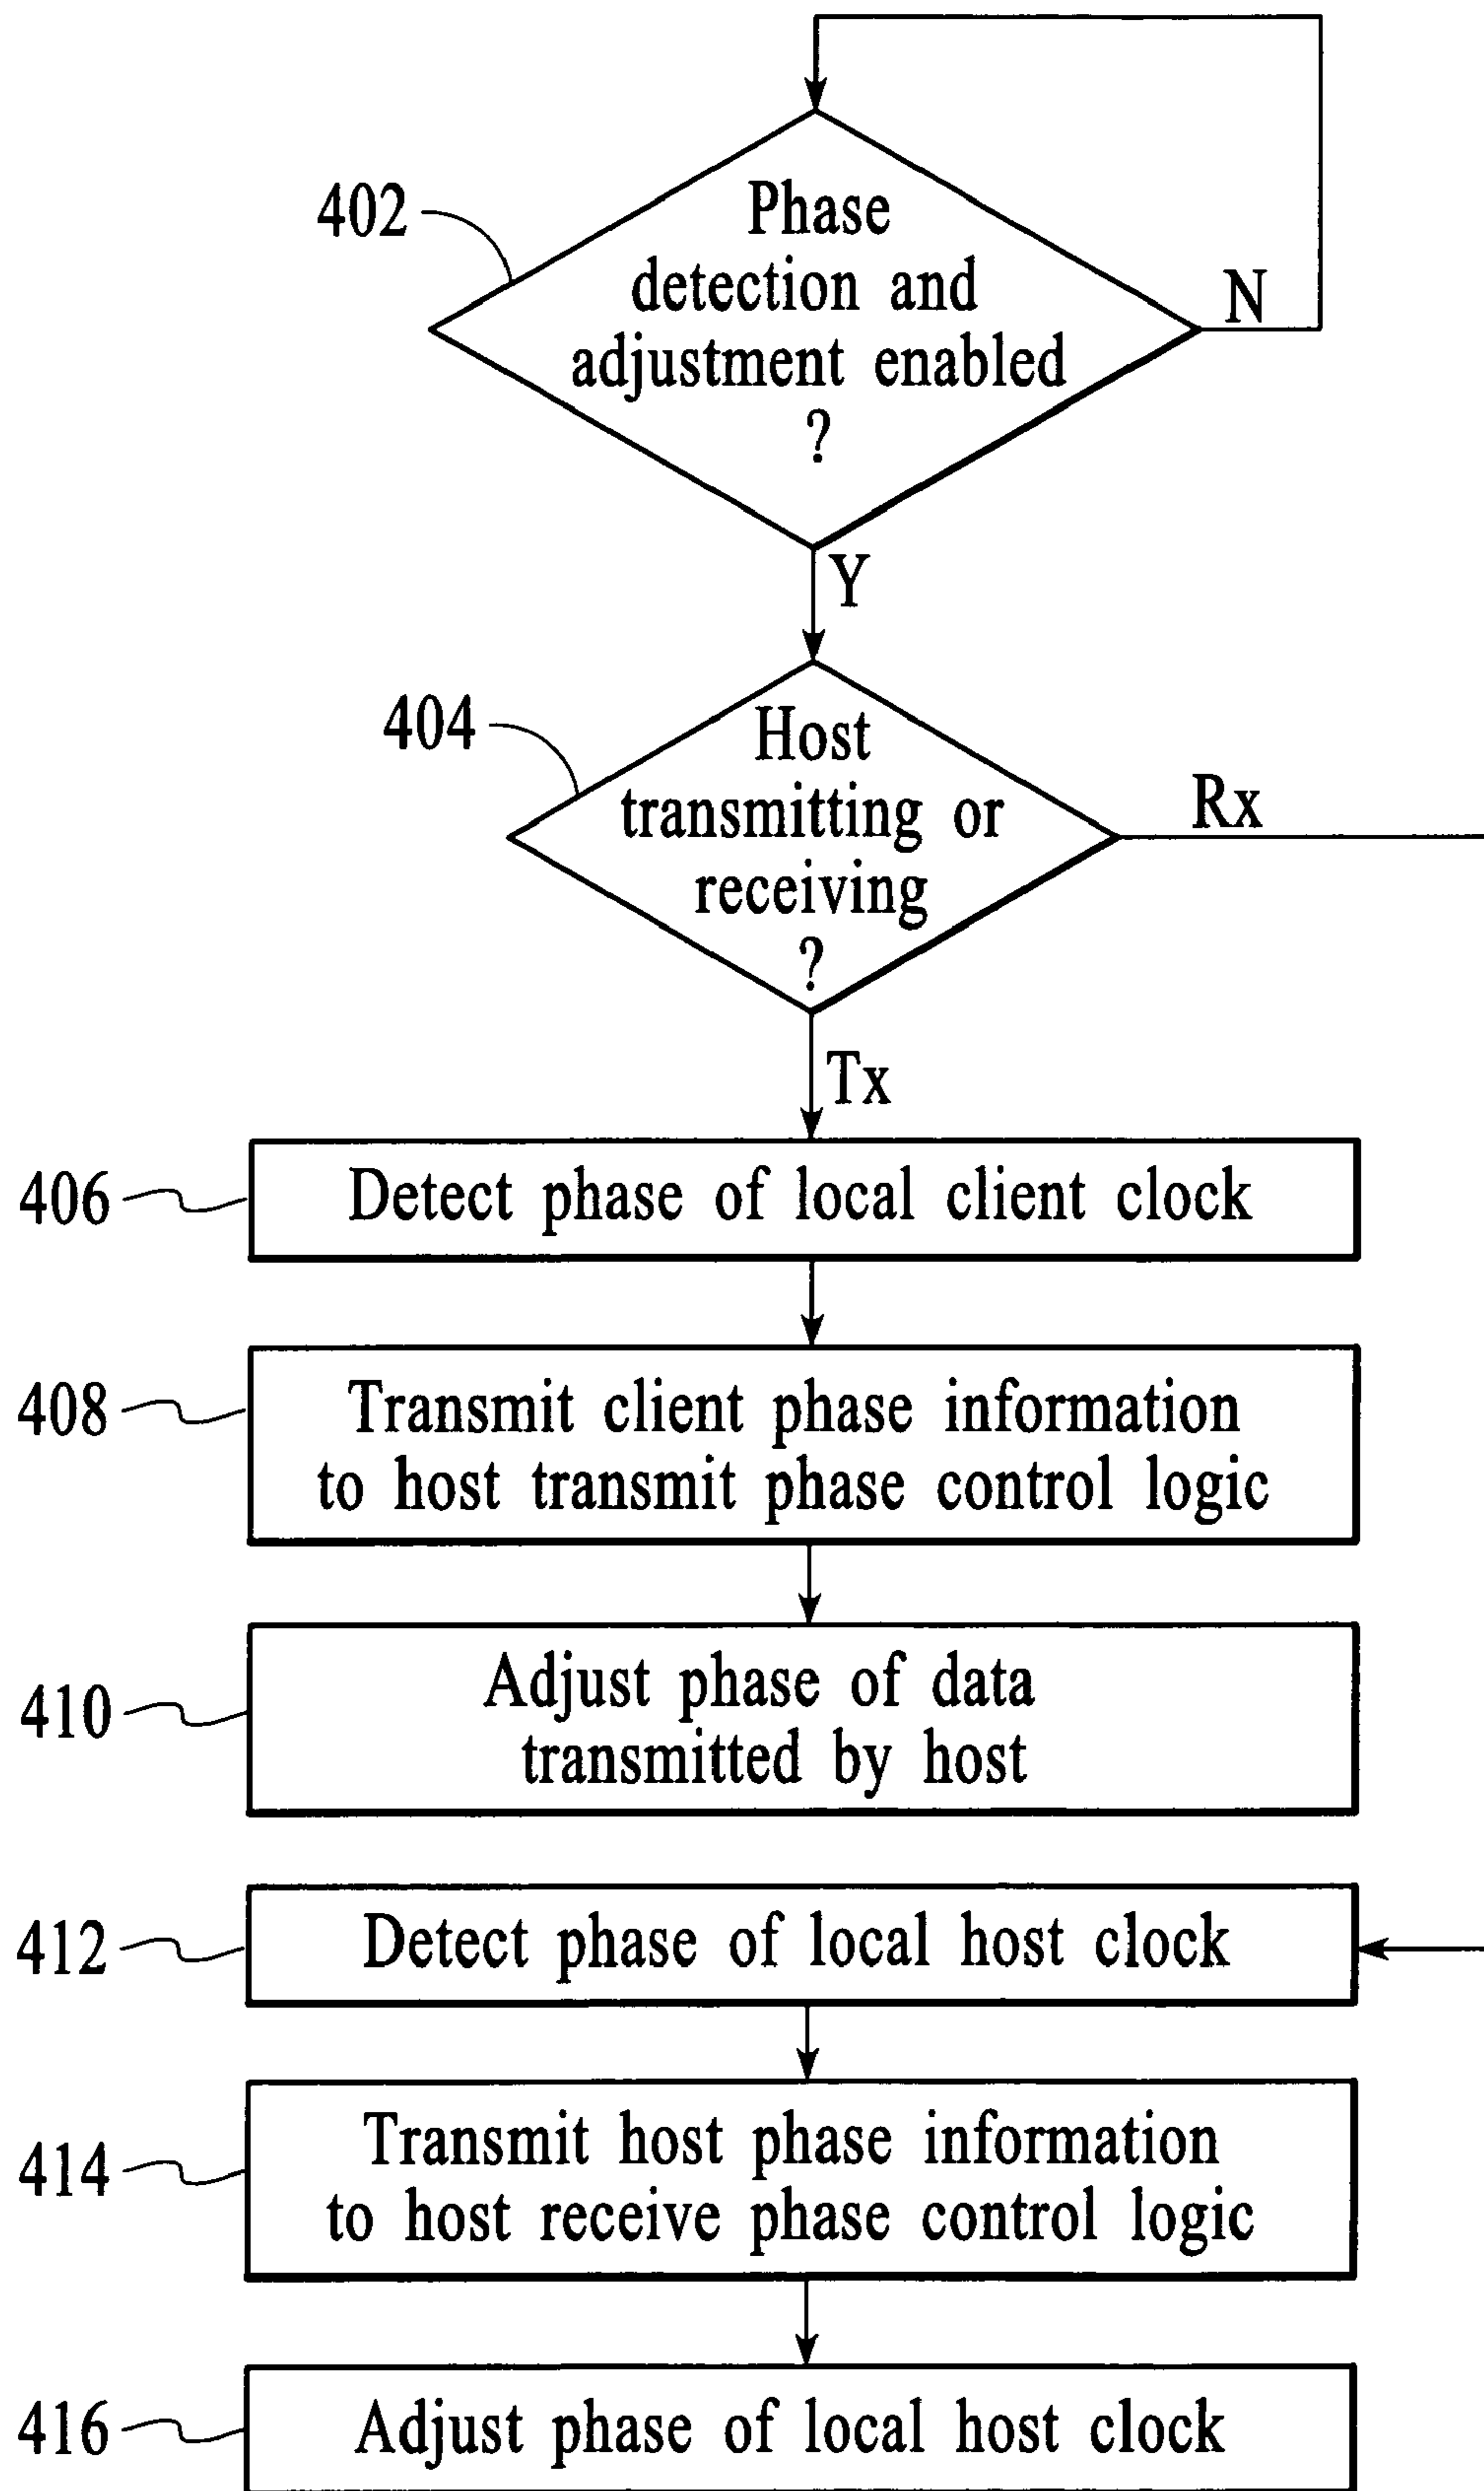 402
Phase
detection and
adjustment enabled
?
N
Y
404
Host
transmitting or
receiving
?
Rx
Tx
406
Detect phase of local client clock
408
Transmit client phase information
to host transmit phase control logic
410
Adjust phase of data
transmitted by host
412
Detect phase of local host clock
414
Transmit host phase information
to host receive phase control logic
416
Adjust phase of local host clock